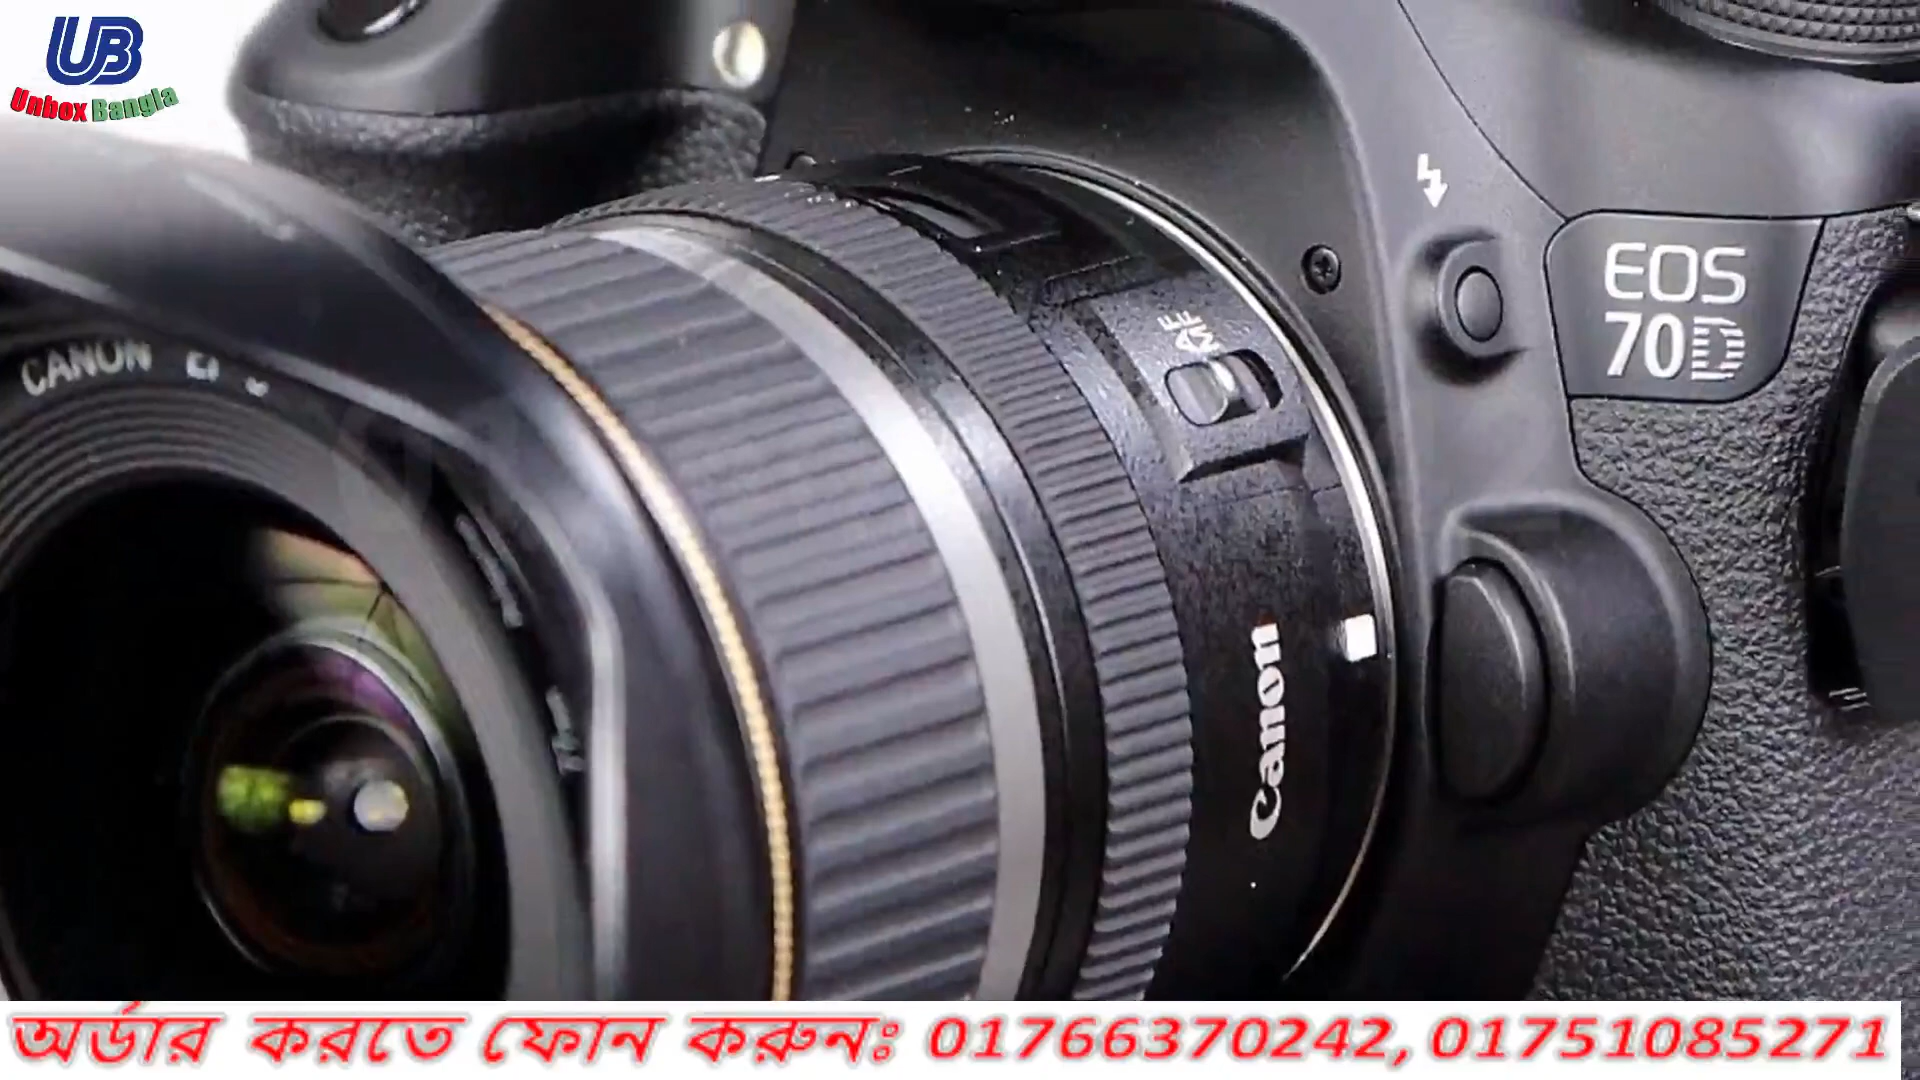 UB
Unbox Bangla
EOS
70D
AF
MF
CANON
Canon
অর্ডার করতে ফোন করুনঃ 01766370242, 01751085271